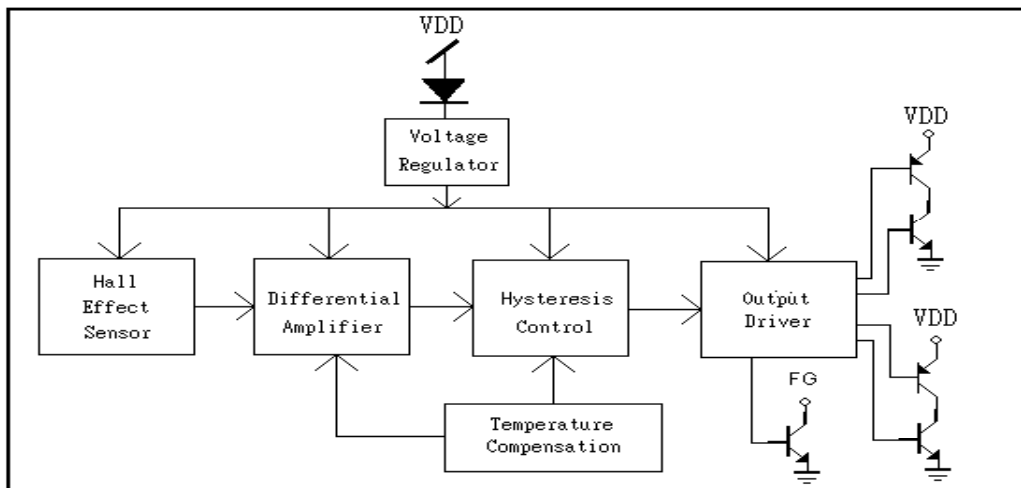 VDD
Voltage
Regulator
VDD
Hall
Effect
Sensor
Differential
Amplifier
Hysteresis
Control
Output
Driver
VDD
FG
Temperature
Compensation